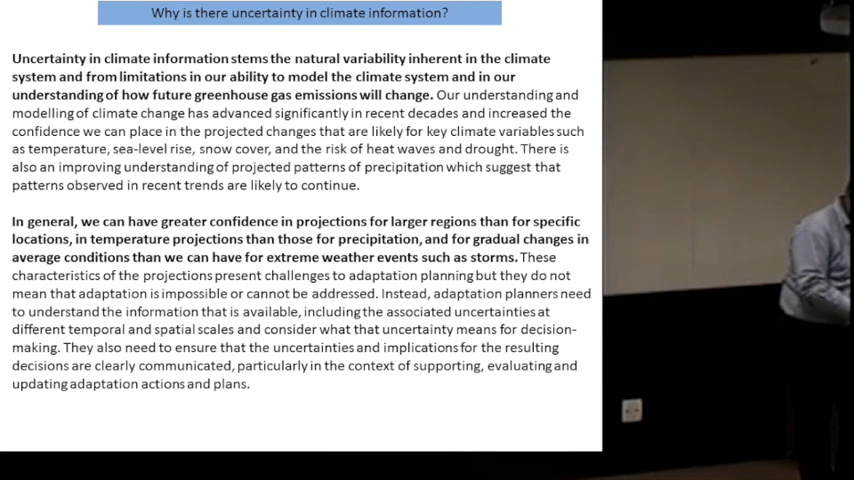 Why is there uncertainty in climate information?
Uncertainty in climate information stems the natural variability inherent in the climate
system and from limitations in our ability to model the climate system and in our
understanding of how future greenhouse gas emissions will change. Our understanding and
modelling of climate change has advanced significantly in recent decades and increased the
confidence we can place in the projected changes that are likely for key climate variables such
as temperature, sea-level rise, snow cover, and the risk of heat waves and drought. There is
also an improving understanding of projected patterns of precipitation which suggest that
patterns observed in recent trends are likely to continue.
In general, we can have greater confidence in projections for larger regions than for specific
locations, in temperature projections than those for precipitation, and for gradual changes in
average conditions than we can have for extreme weather events such as storms. These
characteristics of the projections present challenges to adaptation planning but they do not
mean that adaptation is impossible or cannot be addressed. Instead, adaptation planners need
to understand the information that is available, including the associated uncertainties at
different temporal and spatial scales and consider what that uncertainty means for decision-
making. They also need to ensure that the uncertainties and implications for the resulting
decisions are clearly communicated, particularly in the context of supporting, evaluating and
updating adaptation actions and plans.